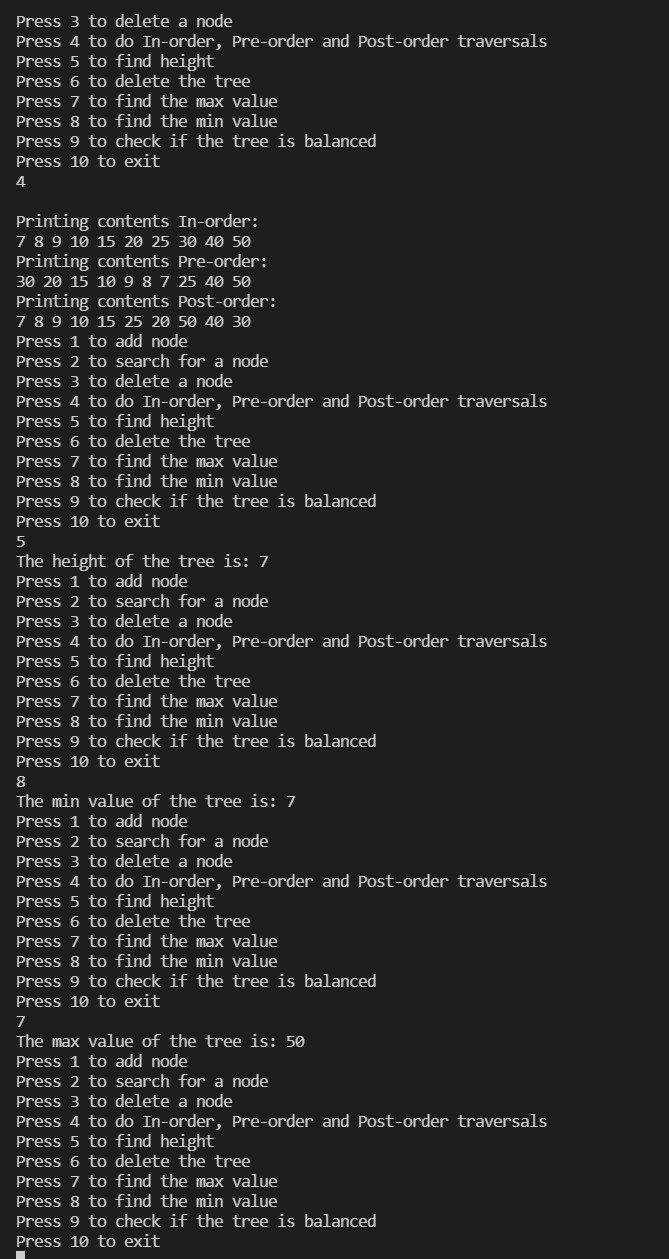 Press 3 to delete a node
Press 4 to do In-order, Pre-order and Post-order traversals
Press 5 to find height
Press 6 to delete the tree
Press 7 to find the max value
Press 8 to find the min value
Press 9 to check if the tree is balanced
Press 10 to exit
4

Printing contents In-order:
7 8 9 10 15 20 25 30 40 50
Printing contents Pre-order:
30 20 15 10 9 8 7 25 40 50
Printing contents Post-order:
7 8 9 10 15 25 20 50 40 30
Press 1 to add node
Press 2 to search for a node
Press 3 to delete a node
Press 4 to do In-order, Pre-order and Post-order traversals
Press 5 to find height
Press 6 to delete the tree
Press 7 to find the max value
Press 8 to find the min value
Press 9 to check if the tree is balanced
Press 10 to exit
5
The height of the tree is: 7
Press 1 to add node
Press 2 to search for a node
Press 3 to delete a node
Press 4 to do In-order, Pre-order and Post-order traversals
Press 5 to find height
Press 6 to delete the tree
Press 7 to find the max value
Press 8 to find the min value
Press 9 to check if the tree is balanced
Press 10 to exit
8
The min value of the tree is: 7
Press 1 to add node
Press 2 to search for a node
Press 3 to delete a node
Press 4 to do In-order, Pre-order and Post-order traversals
Press 5 to find height
Press 6 to delete the tree
Press 7 to find the max value
Press 8 to find the min value
Press 9 to check if the tree is balanced
Press 10 to exit
7
The max value of the tree is: 50
Press 1 to add node
Press 2 to search for a node
Press 3 to delete a node
Press 4 to do In-order, Pre-order and Post-order traversals
Press 5 to find height
Press 6 to delete the tree
Press 7 to find the max value
Press 8 to find the min value
Press 9 to check if the tree is balanced
Press 10 to exit